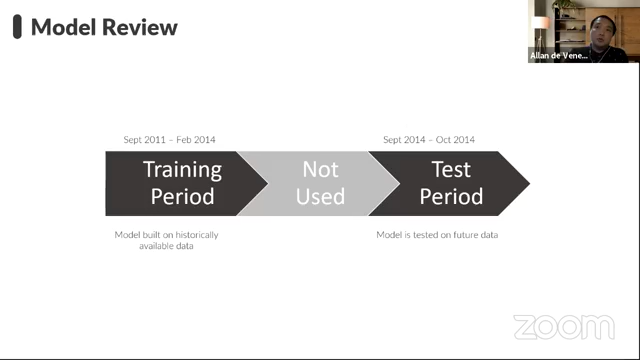 Model Review
Allan de Vene...
Sept 2011 – Feb 2014
Sept 2014 – Oct 2014
Training
Period
Not
Used
Test
Period
Model built on historically
available data
Model is tested on future data
zoom